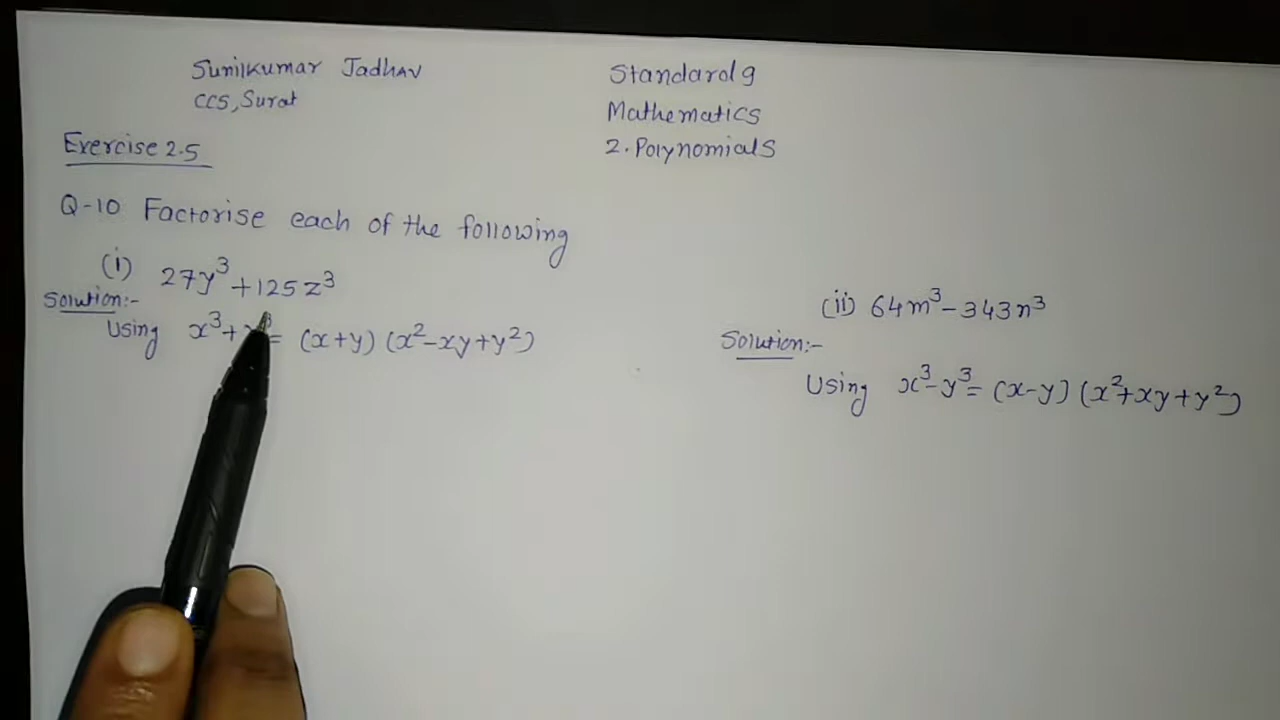 Sunilkumar Jadhav
CCS, Surat
Standard 9
Mathematics
2. Polynomials
Exercise 2.5
Q-10 Factorise each of the following
(i) 27y³ + 125z³
Solution:-
Using x³ + = (x+y) (x² - xy + y²)
(ii) 64m³ - 343n³
Solution:-
Using x³ - y³ = (x-y) (x² + xy + y²)